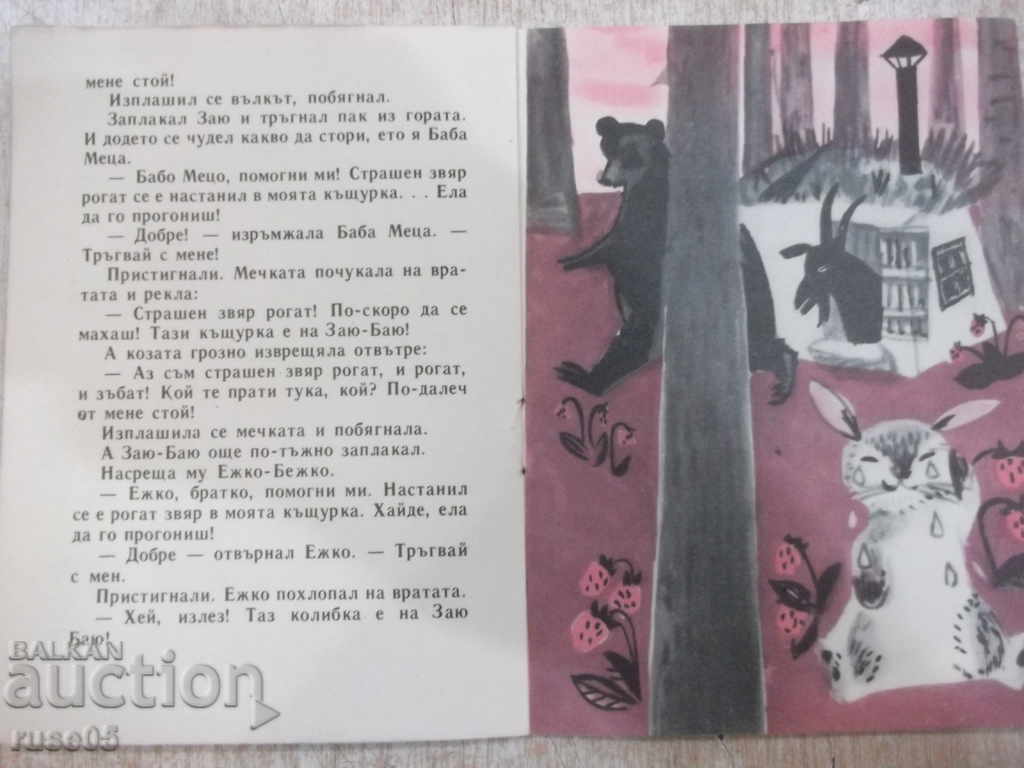 мене стой!
Изплашил се вълкът, побягнал.
Заплакал Заю и тръгнал пак из гората.
И додето се чудел какво да стори, ето я Баба
Меца.
— Бабо Мецо, помогни ми! Страшен звяр
рогат се е настанил в моята къщурка. . . Ела
да го прогониш!
— Добре! — изръмжала Баба Меца. —
Тръгвай с мене!
Пристигнали. Мечката почукала на вра-
тата и рекла:
— Страшен звяр рогат! По-скоро да се
махаш! Тази къщурка е на Заю-Баю!
А козата грозно изврещяла отвътре:
— Аз съм страшен звяр рогат, и рогат,
и зъбат! Кой те прати тука, кой? По-далеч
от мене стой!
Изплашила се мечката и побягнала.
А Заю-Баю още по-тъжно заплакал.
Насреща му Ежко-Бежко.
— Ежко, братко, помогни ми. Настанил
се е рогат звяр в моята къщурка. Хайде, ела
да го прогониш!
— Добре — отвърнал Ежко. — Тръгвай
с мен.
Пристигнали. Ежко похлопал на вратата.
— Хей, излез! Таз колибка е на Заю
Баю!
BALKAN
auction
ruse05